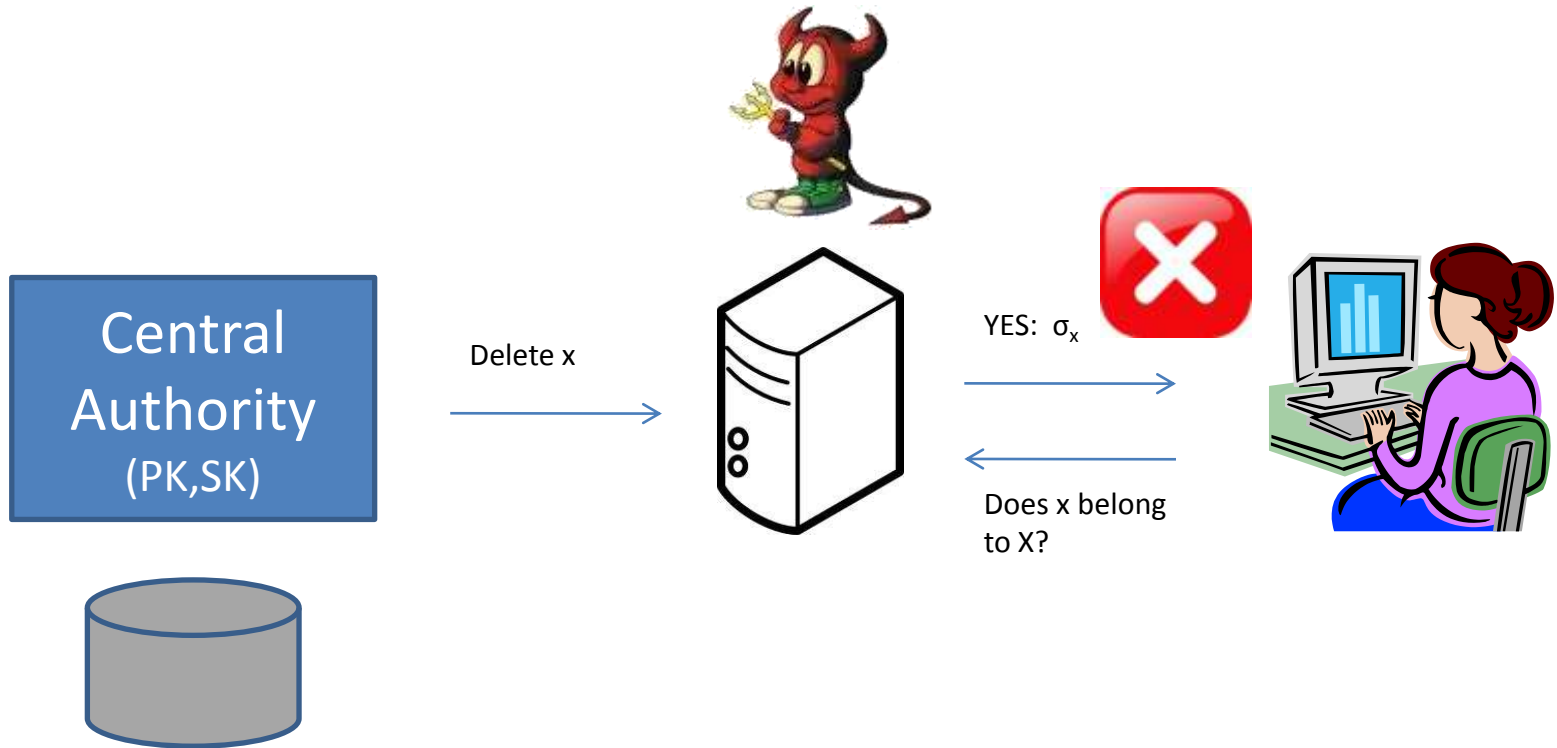 Central
Authority
(PK,SK)
Delete x
YES: σx
Does x belong
to X?